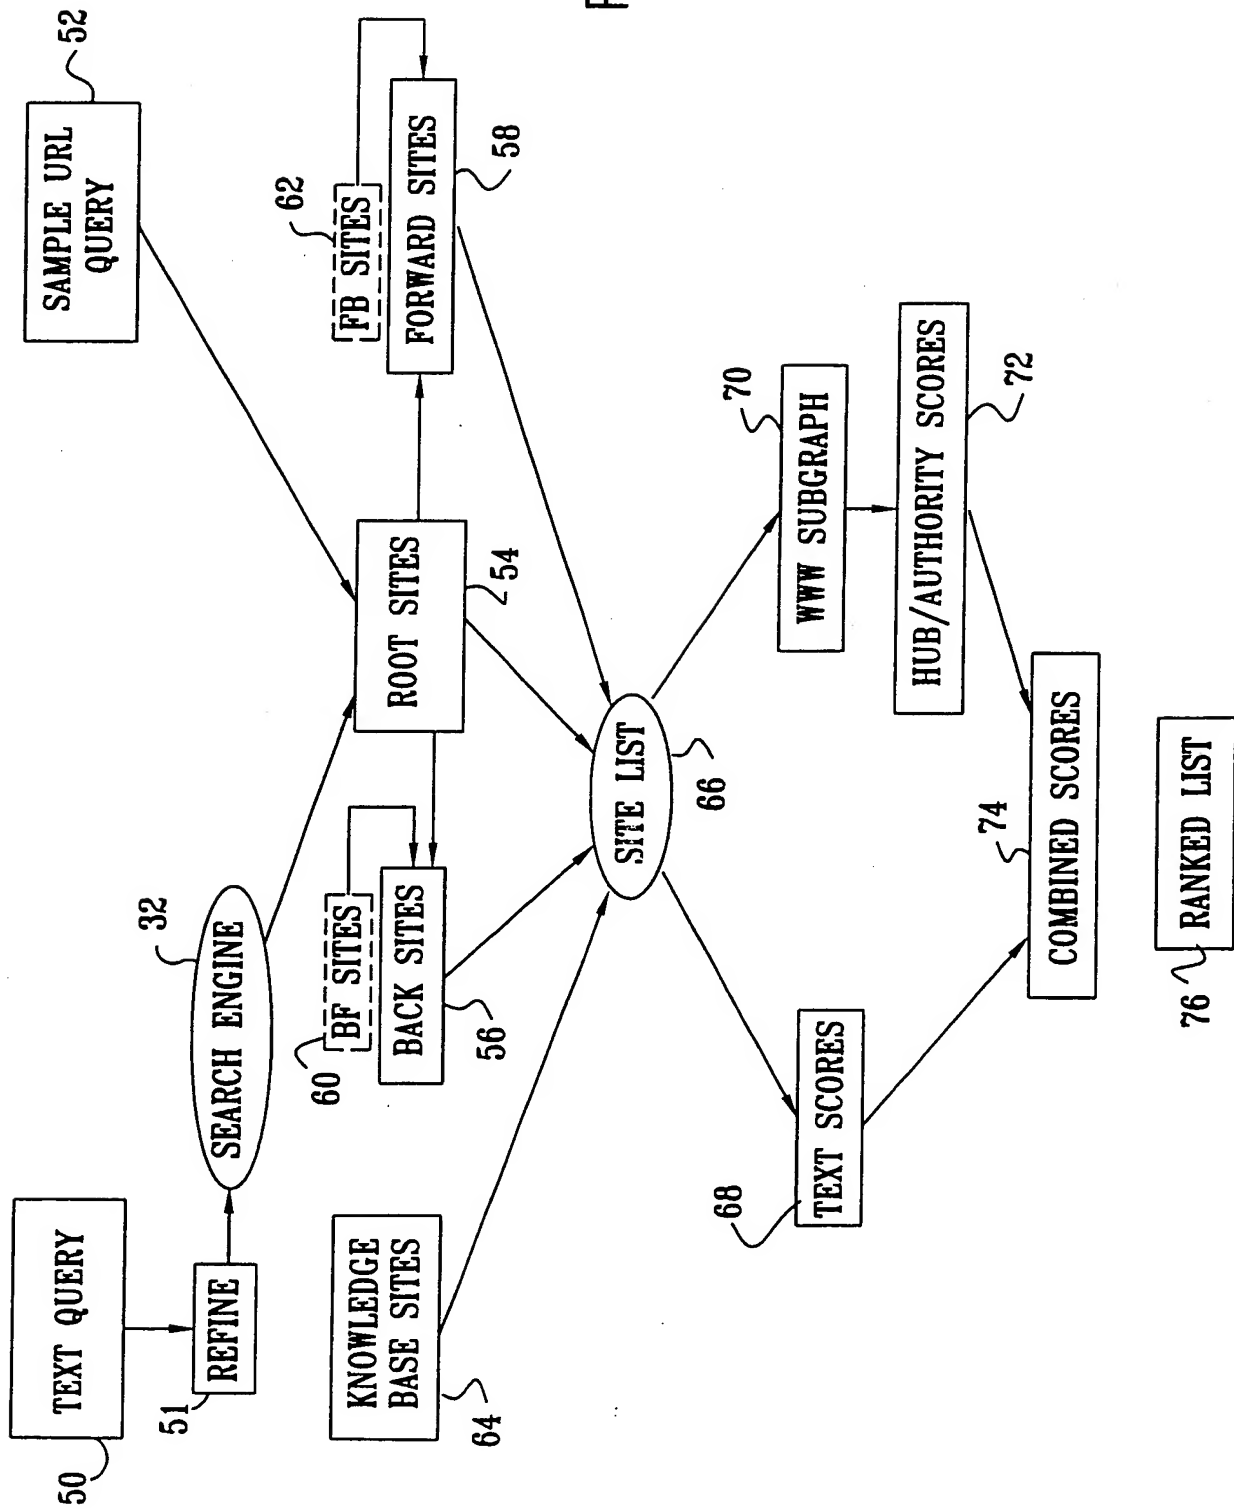 50
TEXT QUERY
51
REFINE
32
SEARCH ENGINE
52
SAMPLE URL
QUERY
64
KNOWLEDGE
BASE SITES
60
BF SITES
BACK SITES
56
ROOT SITES
54
62
FB SITES
FORWARD SITES
58
SITE LIST
66
68
TEXT SCORES
70
WWW SUBGRAPH
HUB/AUTHORITY SCORES
72
74
COMBINED SCORES
76
RANKED LIST